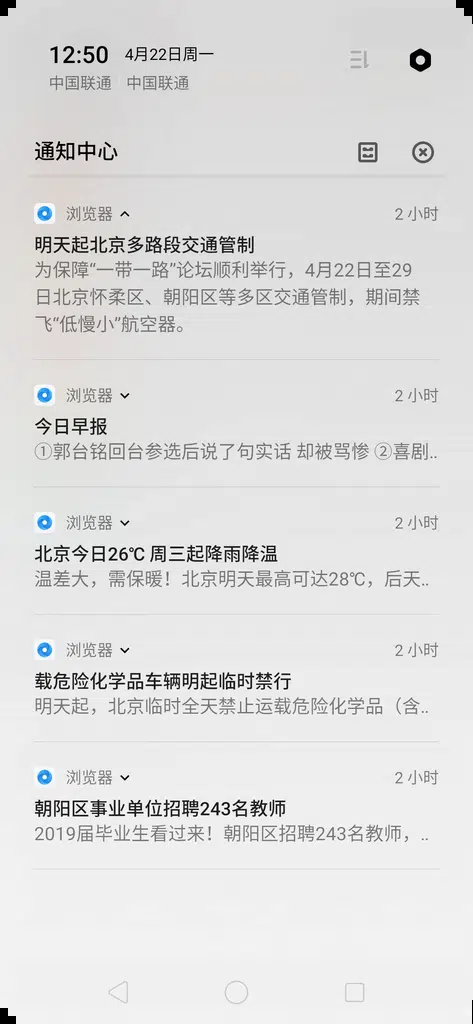 12:50 4月22日周一
中国联通 中国联通
通知中心
浏览器 2 小时
明天起北京多路段交通管制
为保障“一带一路”论坛顺利举行，4月22日至29
日北京怀柔区、朝阳区等多区交通管制，期间禁
飞“低慢小”航空器。
浏览器 2 小时
今日早报
①郭台铭回台参选后说了句实话 却被骂惨 ②喜剧..
浏览器 2 小时
北京今日26℃ 周三起降雨降温
温差大，需保暖！北京明天最高可达28℃，后天..
浏览器 2 小时
载危险化学品车辆明起临时禁行
明天起，北京临时全天禁止运载危险化学品（含..
浏览器 2 小时
朝阳区事业单位招聘243名教师
2019届毕业生看过来！朝阳区招聘243名教师，..